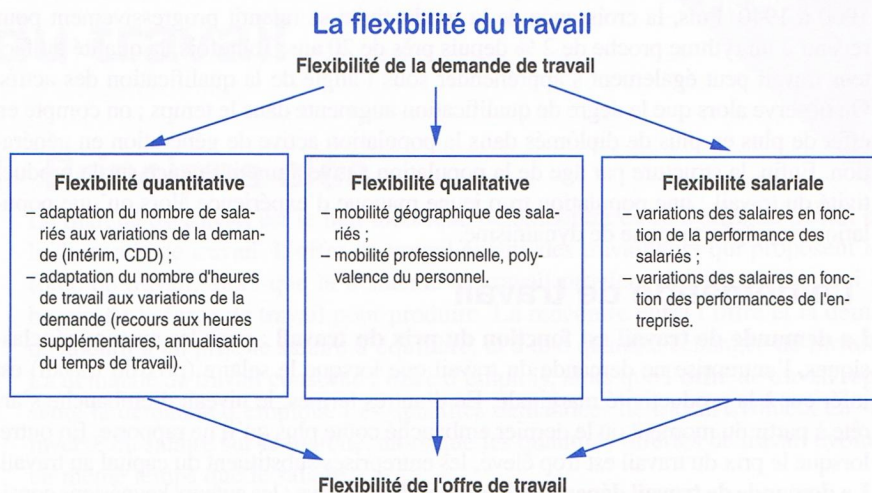 La flexibilité du travail
Flexibilité de la demande de travail
Flexibilité quantitative
– adaptation du nombre de sala-
riés aux variations de la deman-
de (intérim, CDD) ;
– adaptation du nombre d'heures
de travail aux variations de la
demande (recours aux heures
supplémentaires, annualisation
du temps de travail).
Flexibilité qualitative
– mobilité géographique des sala-
riés ;
– mobilité professionnelle, poly-
valence du personnel.
Flexibilité salariale
– variations des salaires en fonc-
tion de la performance des
salariés ;
– variations des salaires en fonc-
tion des performances de l'en-
treprise.
Flexibilité de l'offre de travail